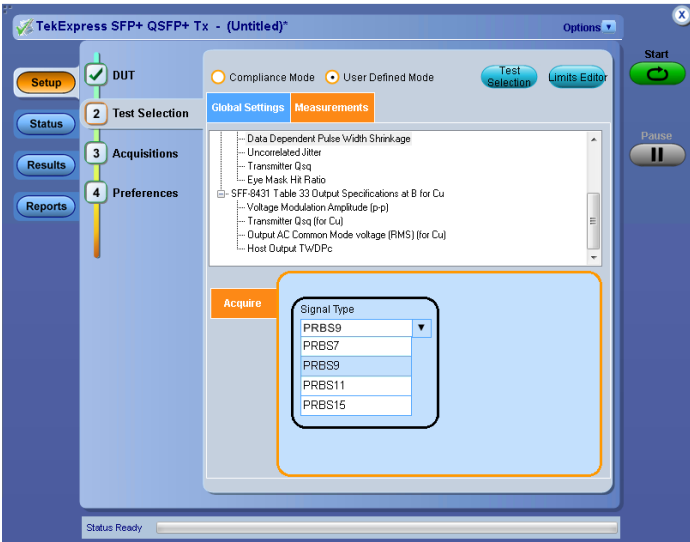 TekExpress SFP+ QSFP+ Tx - (Untitled)*
Options
Start
Setup
DUT
Compliance Mode
User Defined Mode
Test Selection
Limits Editor
Status
2 Test Selection
Global Settings
Measurements
Pause
Data Dependent Pulse Width Shrinkage
Uncorrelated Jitter
3 Acquisitions
Transmitter Qsq
Results
Eye Mask Hit Ratio
4 Preferences
SFF-8431 Table 33 Output Specifications at B for Cu
Reports
Voltage Modulation Amplitude (p-p)
Transmitter Qsq (for Cu)
Output AC Common Mode voltage (RMS) (for Cu)
Host Output TWDPc
Acquire
Signal Type
PRBS9
PRBS7
PRBS9
PRBS11
PRBS15
Status Ready